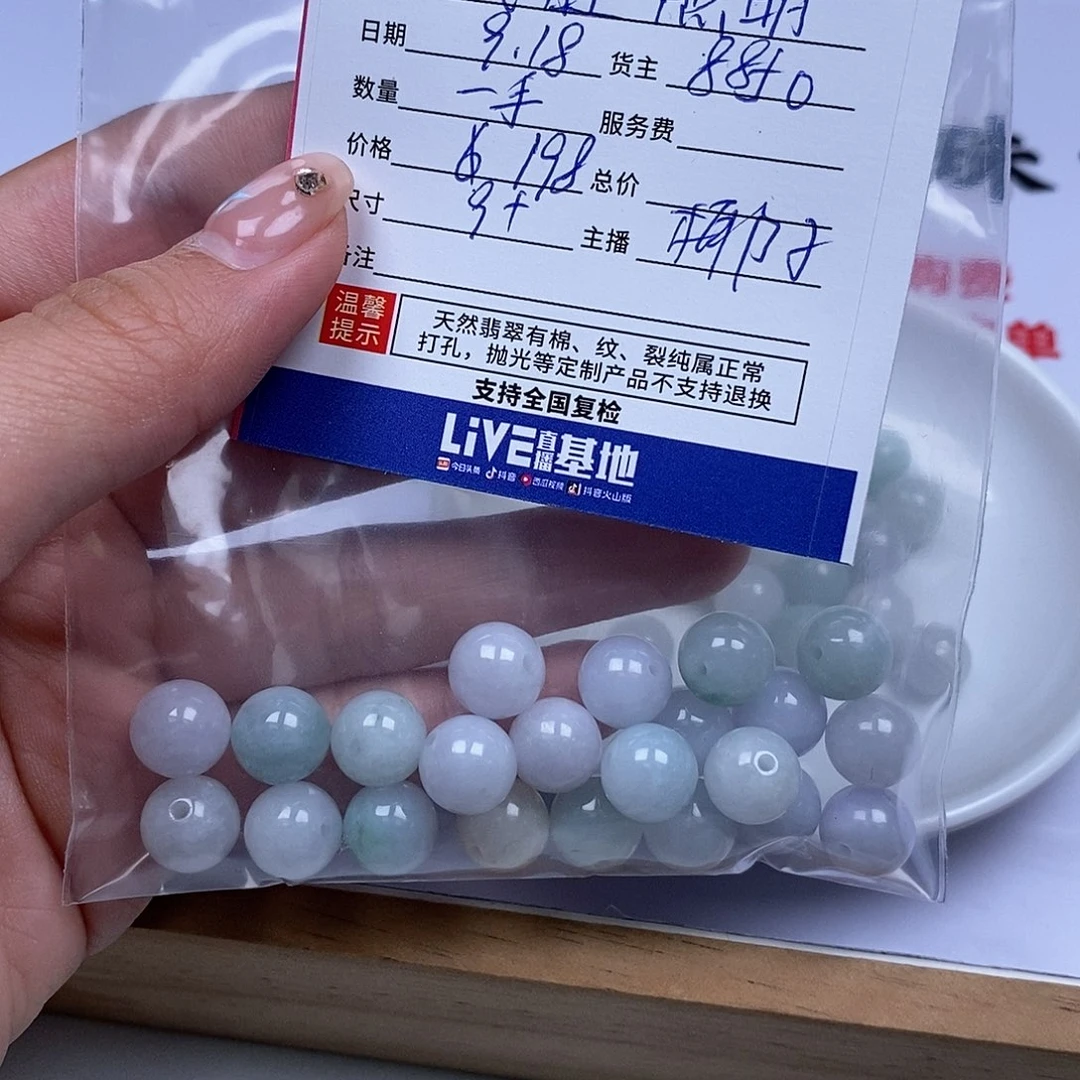 日期 9.18 货主
数量 一手 服务费
价格 198 总价
尺寸 9+ 主播
备注
温馨提示
天然翡翠有棉、纹、裂纯属正常
打孔，抛光等定制产品不支持退换
支持全国复检
LiVE直播基地
今日头条 抖音 西瓜视频 抖音火山版
单